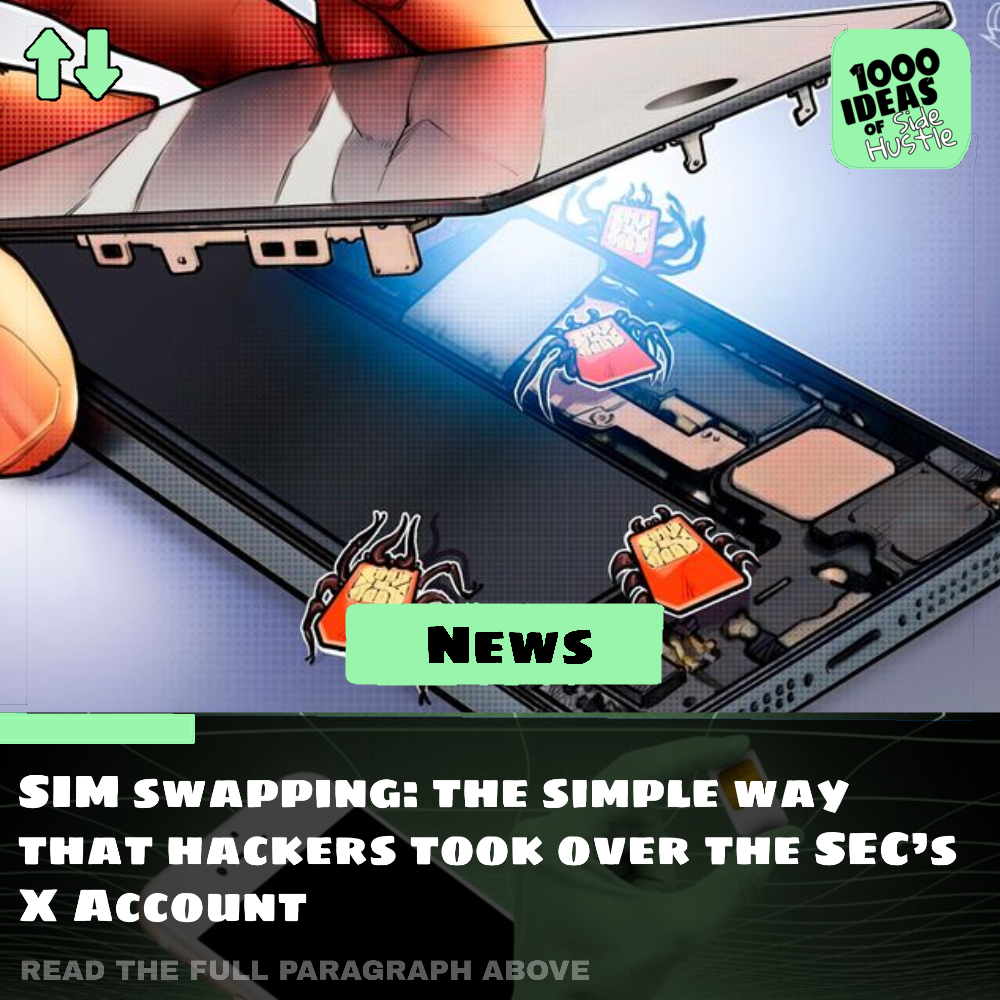 1000
IDEAS
OF Side
Hustle
News
SIM swapping: the simple way
that hackers took over the SEC's
X Account
READ THE FULL PARAGRAPH ABOVE